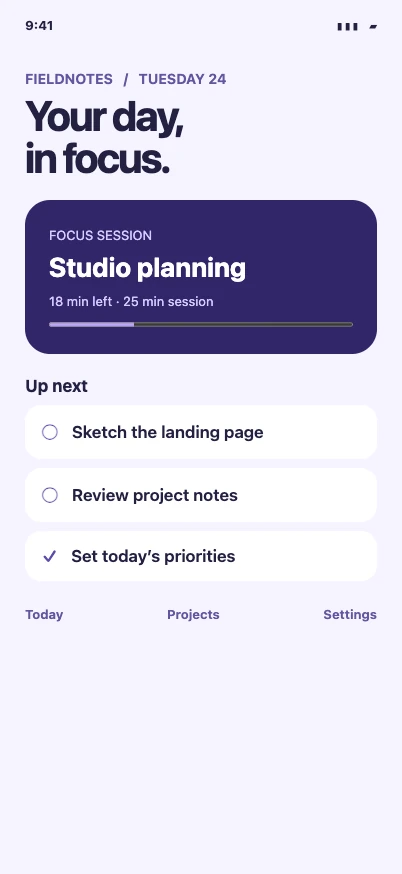 9:41
FIELDNOTES / TUESDAY 24
Your day,
in focus.
FOCUS SESSION
Studio planning
18 min left · 25 min session
Up next
Sketch the landing page
Review project notes
Set today’s priorities
Today Projects Settings